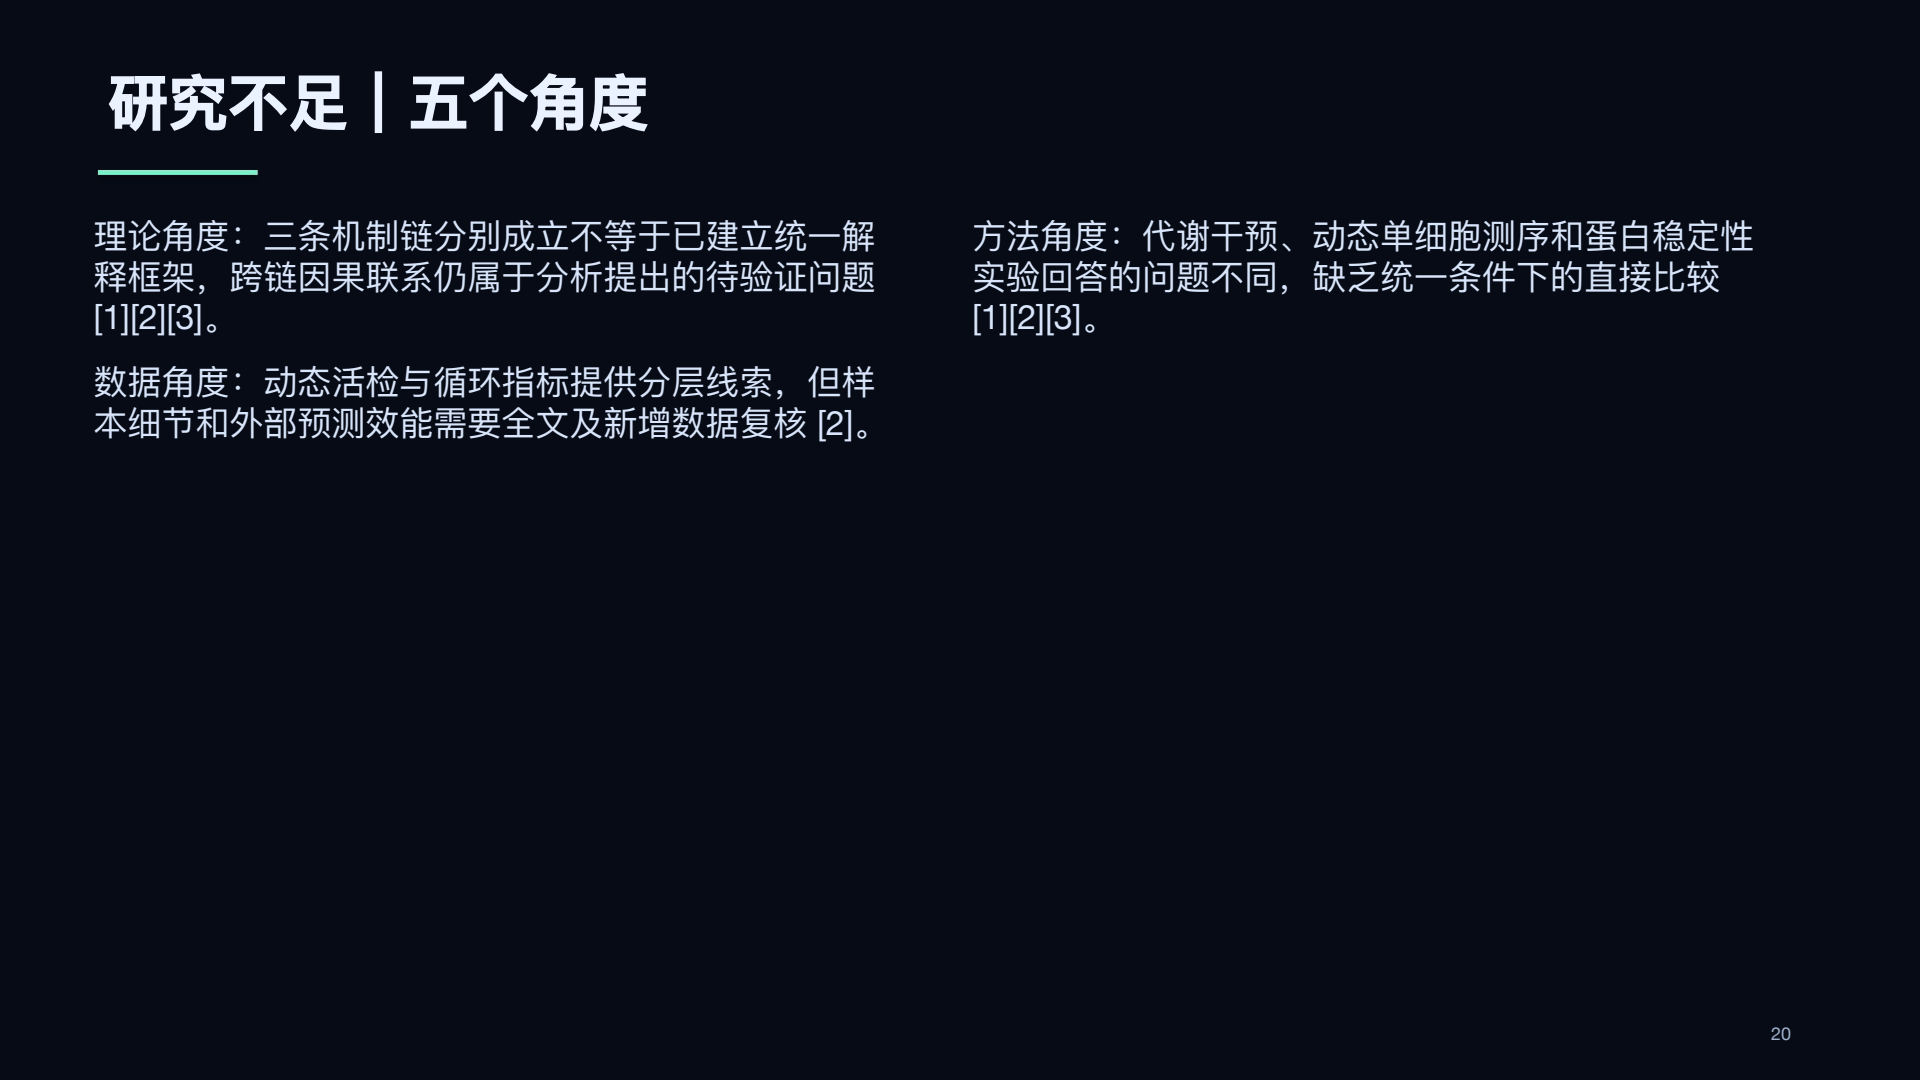 研究不足｜五个角度
理论角度：三条机制链分别成立不等于已建立统一解
释框架，跨链因果联系仍属于分析提出的待验证问题
[1][2][3]。
数据角度：动态活检与循环指标提供分层线索，但样
本细节和外部预测效能需要全文及新增数据复核 [2]。
方法角度：代谢干预、动态单细胞测序和蛋白稳定性
实验回答的问题不同，缺乏统一条件下的直接比较
[1][2][3]。
20